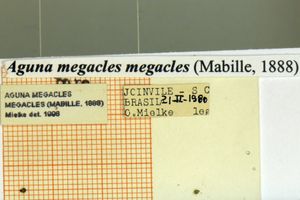 Aguna megacles megacles (Mabille, 1888)
AGUNA MEGACLES
MEGACLES (MABILLE, 1888)
Mielke det. 1996
JOINVILE - S C
BRASIL 21-II-1980
O.Mielke leg